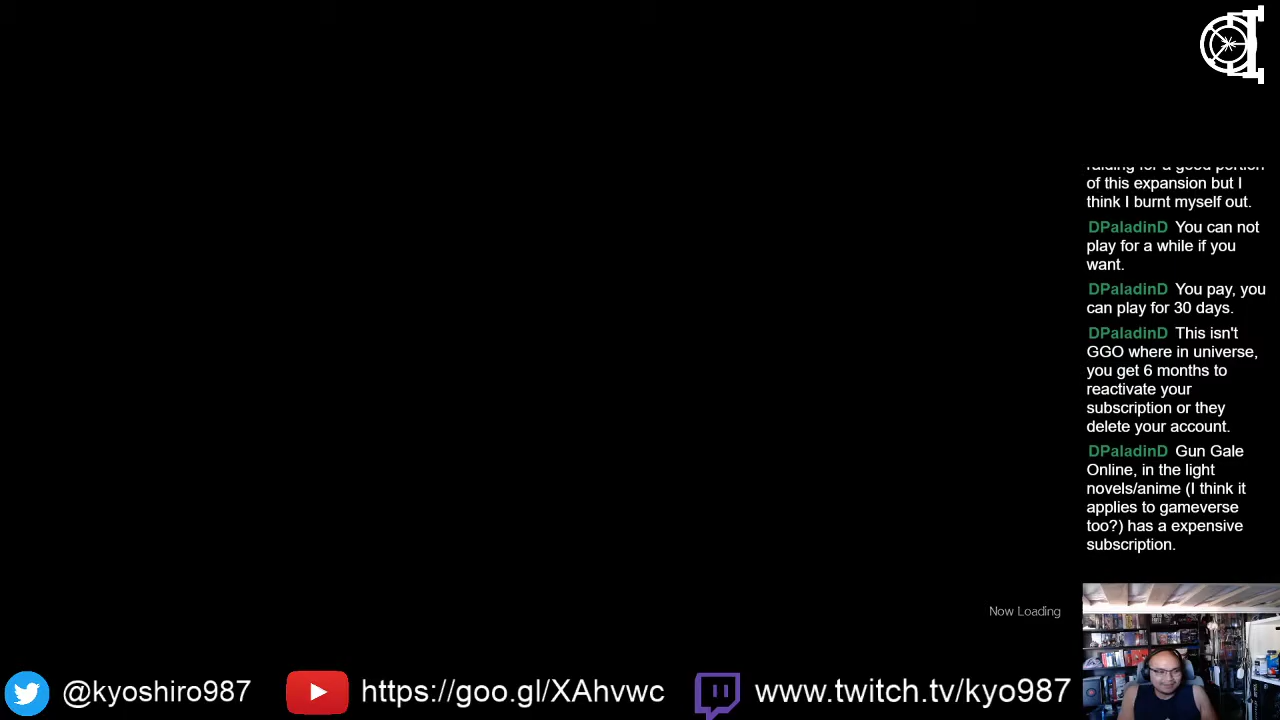 of this expansion but I
think I burnt myself out.
DPaladinD You can not
play for a while if you
want.
DPaladinD You pay, you
can play for 30 days.
DPaladinD This isn't
GGO where in universe,
you get 6 months to
reactivate your
subscription or they
delete your account.
DPaladinD Gun Gale
Online, in the light
novels/anime (I think it
applies to gameverse
too?) has a expensive
subscription.
Now Loading
@kyoshiro987
https://goo.gl/XAhvwc
www.twitch.tv/kyo987